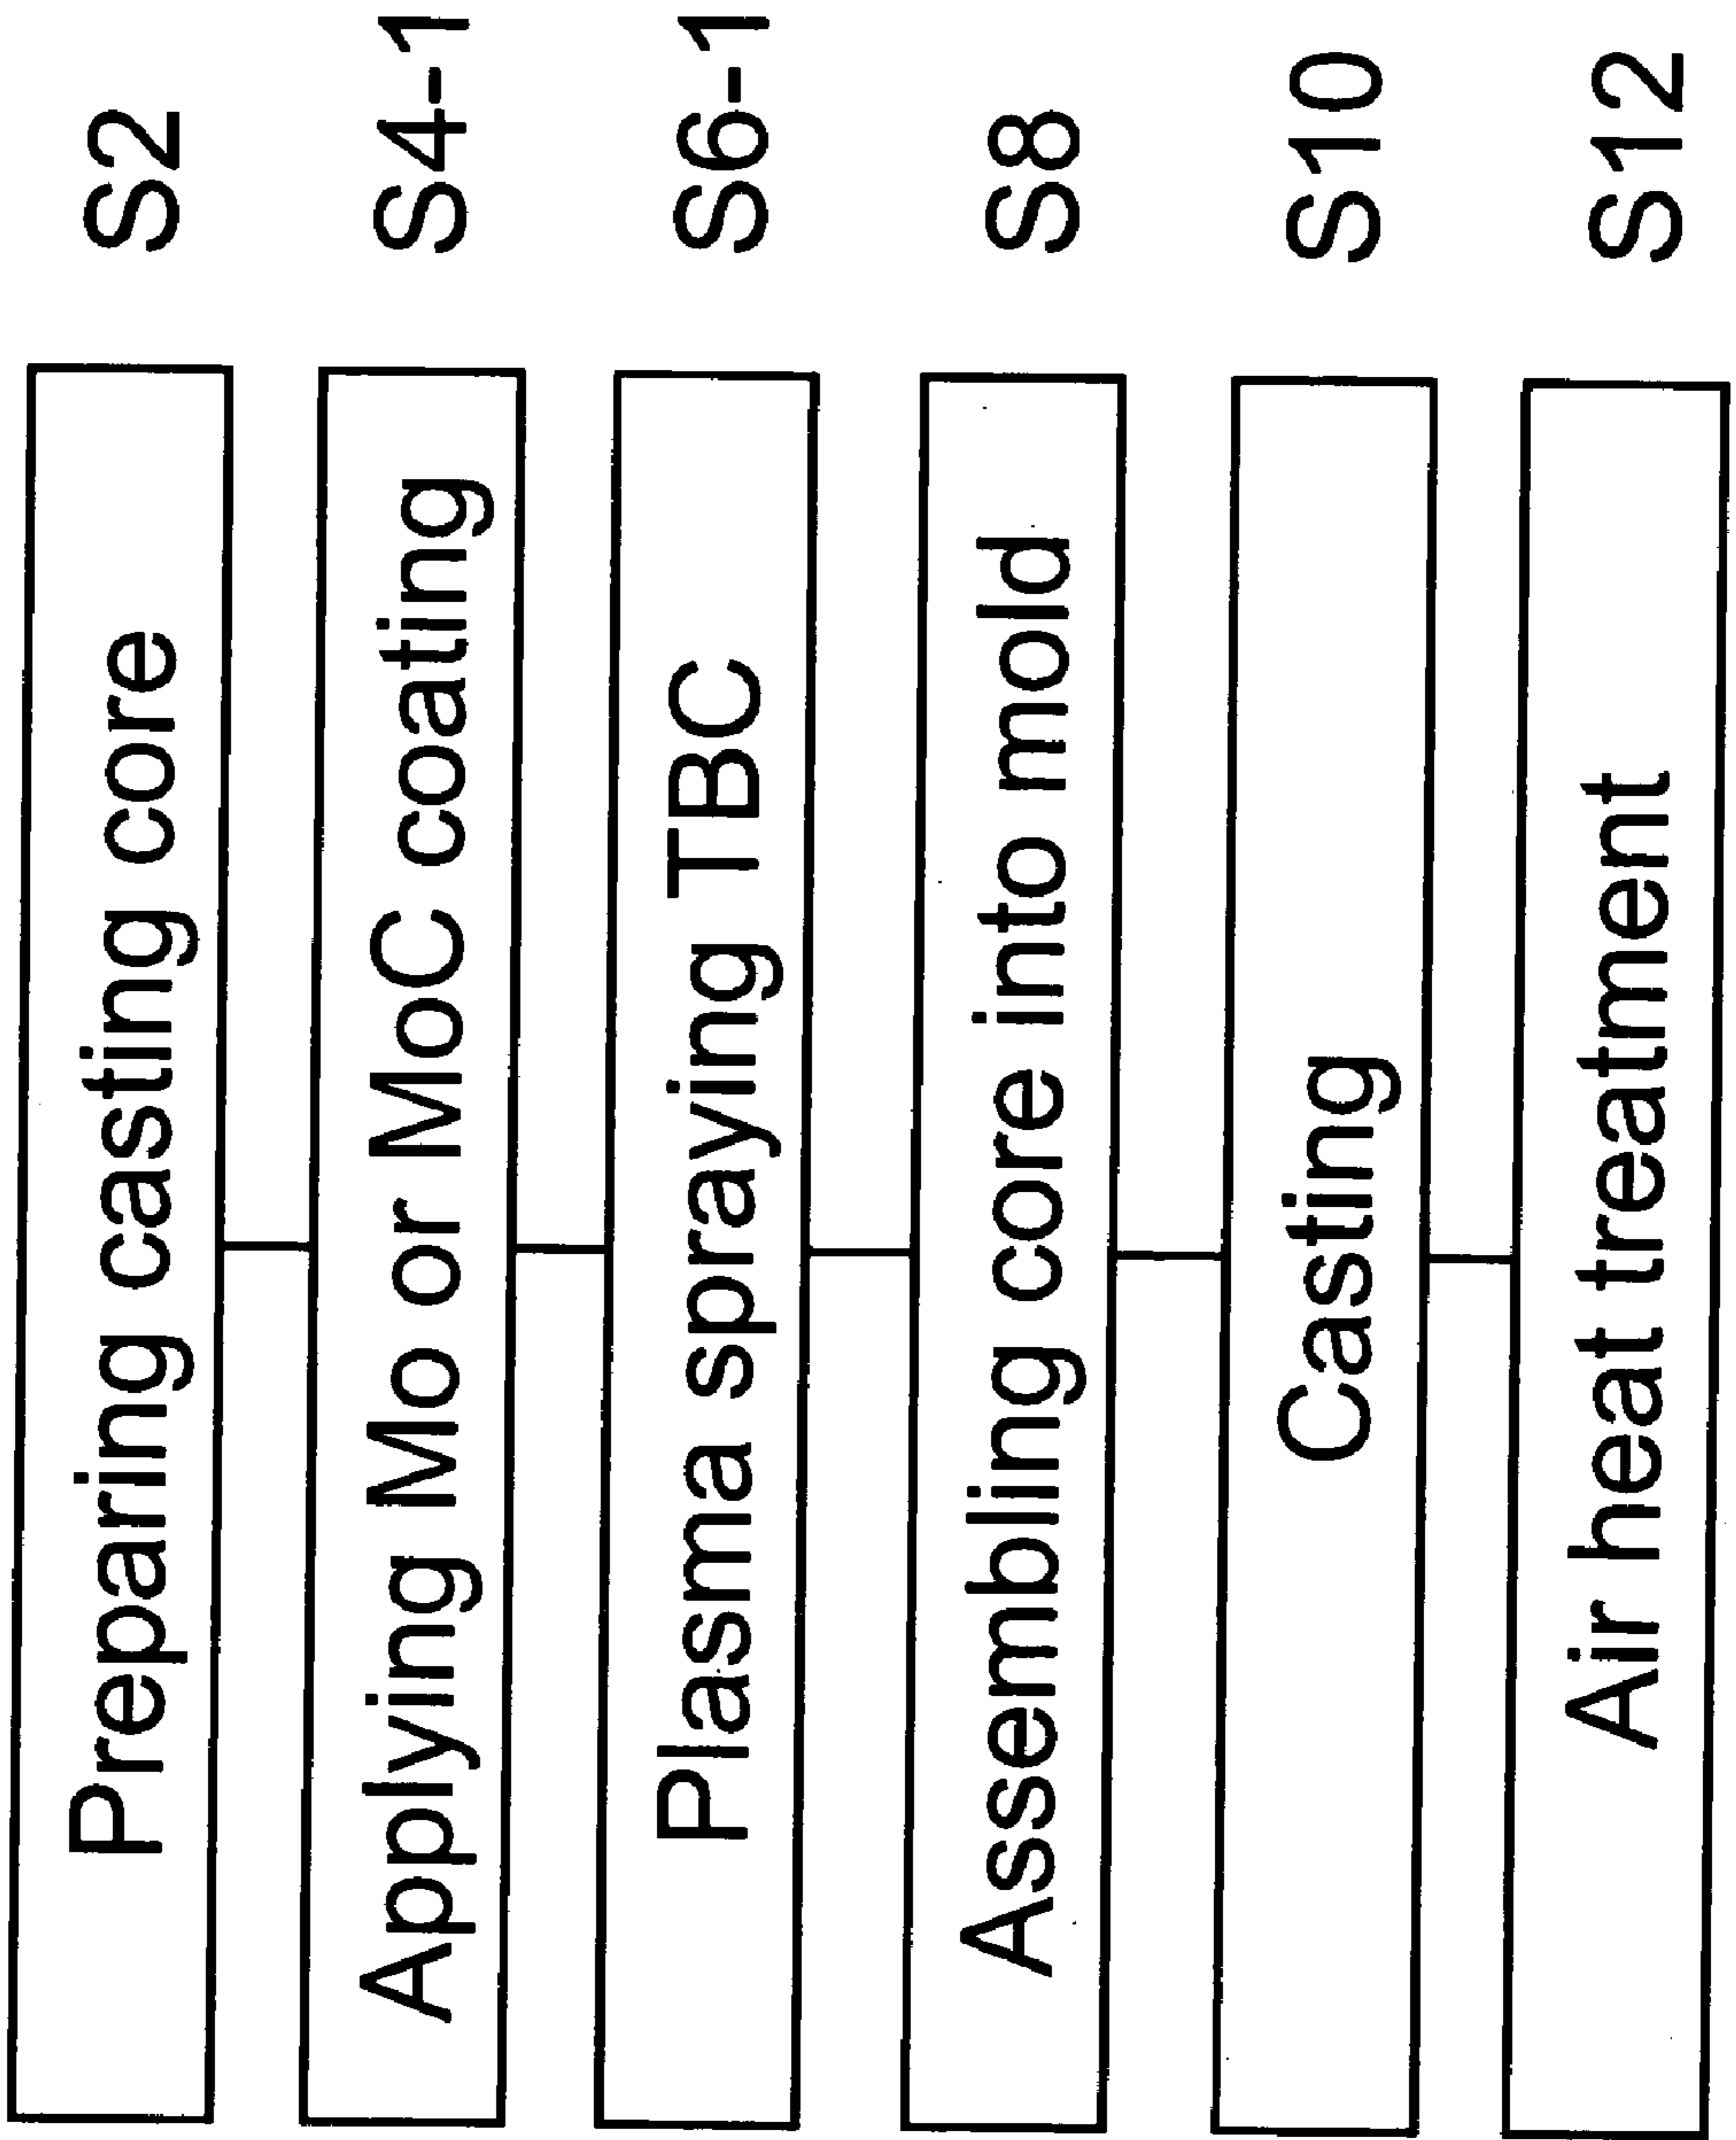 Preparing casting core S2
Applying Mo or MoC coating S4-1
Plasma spraying TBC S6-1
Assembling core into mold S8
Casting S10
Air heat treatment S12